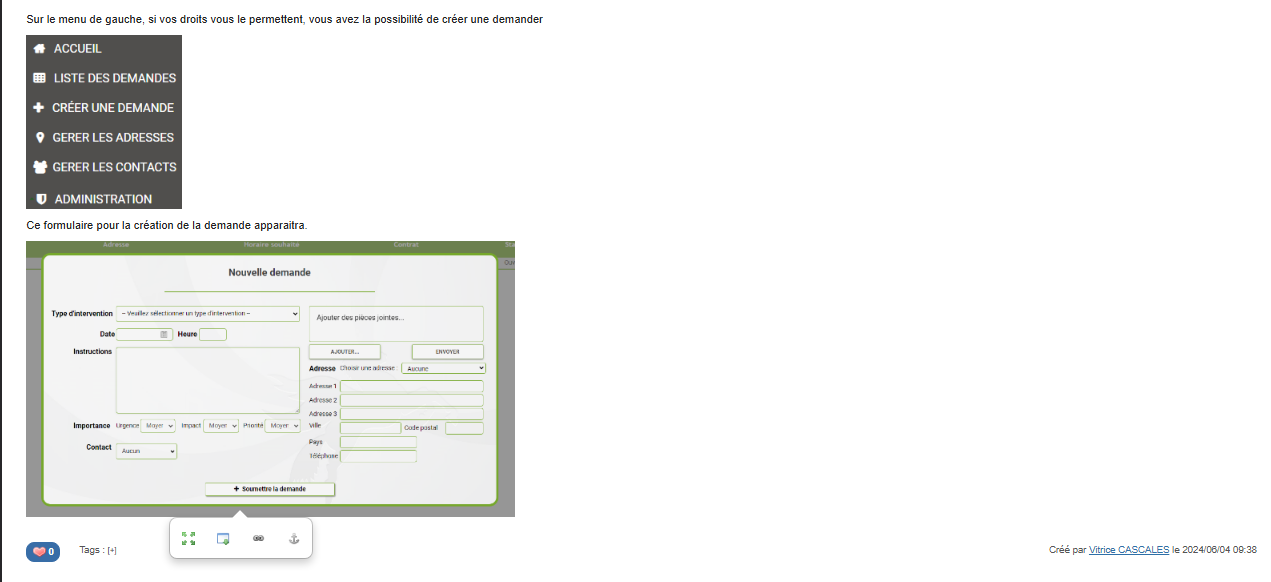 Sur le menu de gauche, si vos droits vous le permettent, vous avez la possibilité de créer une demander
ACCUEIL
LISTE DES DEMANDES
CRÉER UNE DEMANDE
GERER LES ADRESSES
GERER LES CONTACTS
ADMINISTRATION
Ce formulaire pour la création de la demande apparaitra.
Adresse Horaire souhaité Contrat Sta
Nouvelle demande
Type d'intervention -- Veuillez sélectionner un type d'intervention --
Date Heure
Instructions
Importance Urgence Moyen Impact Moyen Priorité Moyen
Contact Aucun
Ajouter des pièces jointes...
AJOUTER... ENVOYER
Adresse Choisir une adresse Aucune
Adresse 1
Adresse 2
Adresse 3
Ville Code postal
Pays
Téléphone
+ Soumettre la demande
0 Tags : [+] Créé par Vitrice CASCALES le 2024/06/04 09:38